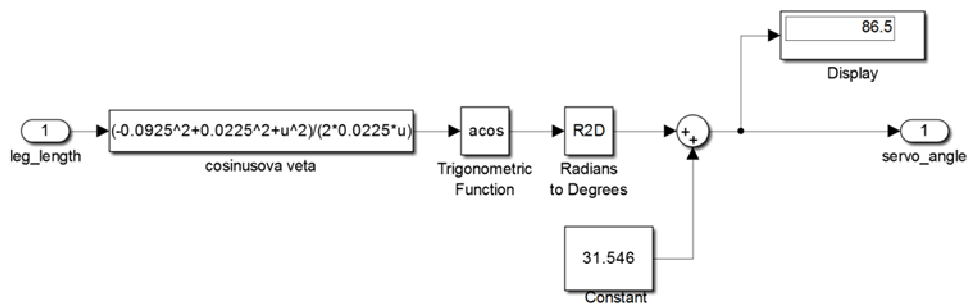 86.5
Display
1
leg_length
(-0.0925^2+0.0225^2+u^2)/(2*0.0225*u)
cosinusova veta
acos
Trigonometric
Function
R2D
Radians
to Degrees
++
1
servo_angle
31.546
Constant